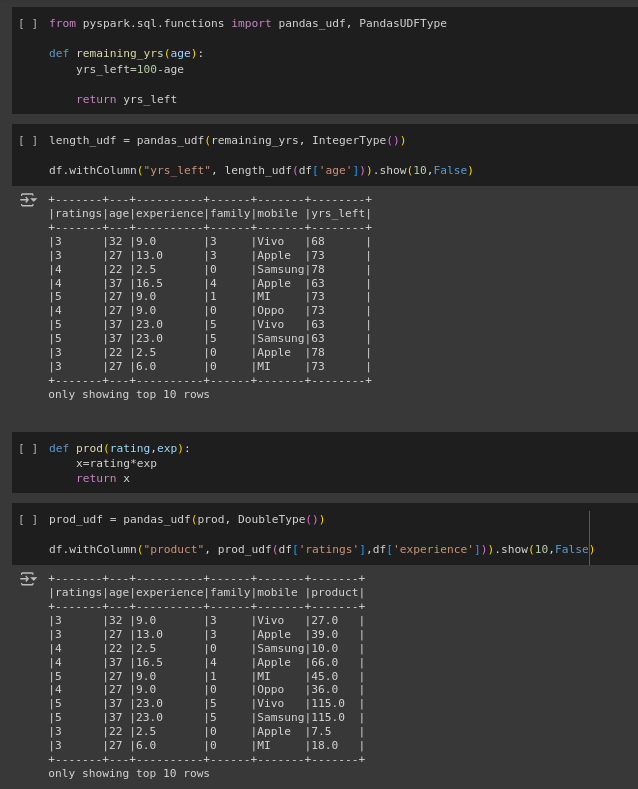 [ ] from pyspark.sql.functions import pandas_udf, PandasUDFType
def remaining_yrs(age):
    yrs_left=100-age
    return yrs_left
[ ] length_udf = pandas_udf(remaining_yrs, IntegerType())
df.withColumn("yrs_left", length_udf(df['age'])).show(10,False)
+-------+---+----------+------+-------+--------+
|ratings|age|experience|family|mobile |yrs_left|
+-------+---+----------+------+-------+--------+
|3      |32 |9.0       |3     |Vivo   |68      |
|3      |27 |13.0      |3     |Apple  |73      |
|4      |22 |2.5       |0     |Samsung|78      |
|4      |37 |16.5      |4     |Apple  |63      |
|5      |27 |9.0       |1     |MI     |73      |
|4      |27 |9.0       |0     |Oppo   |73      |
|5      |37 |23.0      |5     |Vivo   |63      |
|5      |37 |23.0      |5     |Samsung|63      |
|3      |22 |2.5       |0     |Apple  |78      |
|3      |27 |6.0       |0     |MI     |73      |
+-------+---+----------+------+-------+--------+
only showing top 10 rows
[ ] def prod(rating,exp):
    x=rating*exp
    return x
[ ] prod_udf = pandas_udf(prod, DoubleType())
df.withColumn("product", prod_udf(df['ratings'],df['experience'])).show(10,False)
+-------+---+----------+------+-------+-------+
|ratings|age|experience|family|mobile |product|
+-------+---+----------+------+-------+-------+
|3      |32 |9.0       |3     |Vivo   |27.0   |
|3      |27 |13.0      |3     |Apple  |39.0   |
|4      |22 |2.5       |0     |Samsung|10.0   |
|4      |37 |16.5      |4     |Apple  |66.0   |
|5      |27 |9.0       |1     |MI     |45.0   |
|4      |27 |9.0       |0     |Oppo   |36.0   |
|5      |37 |23.0      |5     |Vivo   |115.0  |
|5      |37 |23.0      |5     |Samsung|115.0  |
|3      |22 |2.5       |0     |Apple  |7.5    |
|3      |27 |6.0       |0     |MI     |18.0   |
+-------+---+----------+------+-------+-------+
only showing top 10 rows